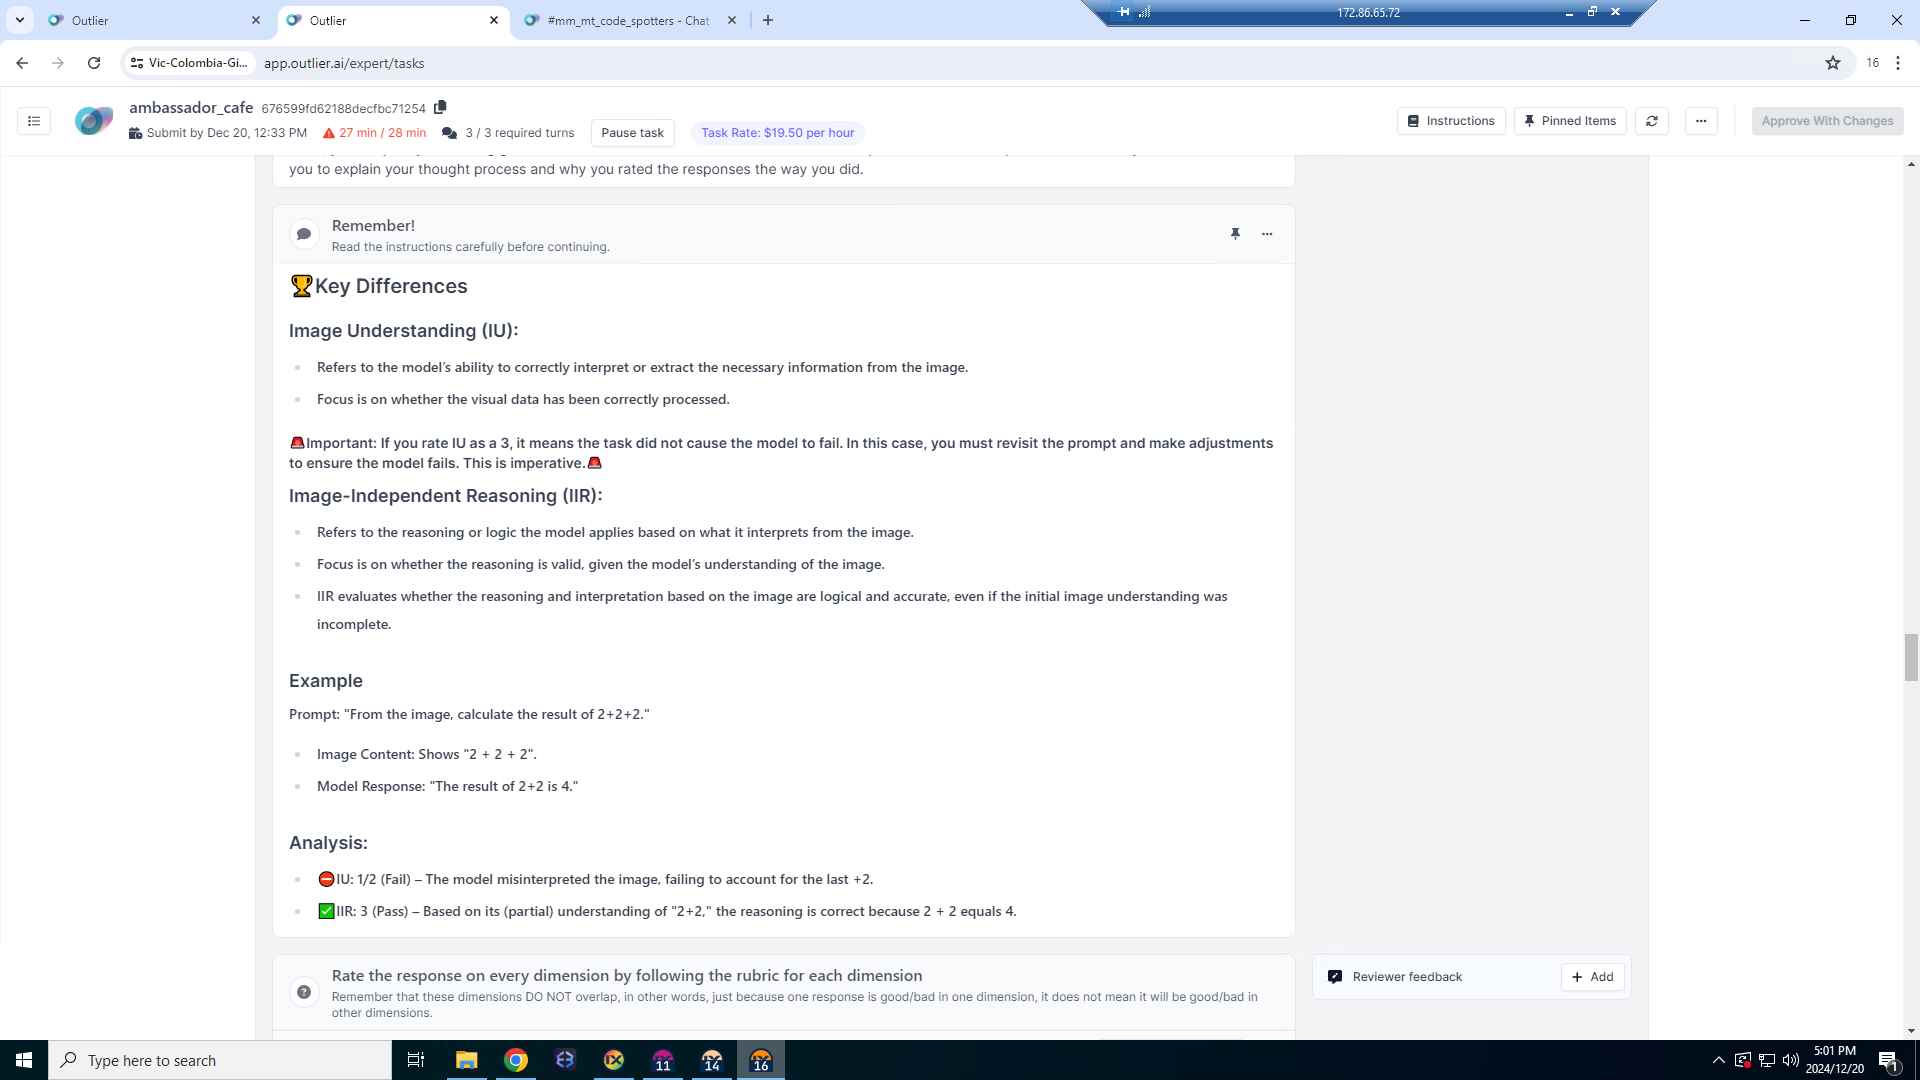 Outlier
Outlier
#mm_mt_code_spotters - Chat
172.86.65.72
Vic-Colombia-Gi...
app.outlier.ai/expert/tasks
16
ambassador_cafe 676599fd62188decfbc71254
Submit by Dec 20, 12:33 PM
27 min / 28 min
3 / 3 required turns
Pause task
Task Rate: $19.50 per hour
Instructions
Pinned Items
Approve With Changes
you to explain your thought process and why you rated the responses the way you did.
Remember!
Read the instructions carefully before continuing.
🏆Key Differences
Image Understanding (IU):
Refers to the model's ability to correctly interpret or extract the necessary information from the image.
Focus is on whether the visual data has been correctly processed.
🚨Important: If you rate IU as a 3, it means the task did not cause the model to fail. In this case, you must revisit the prompt and make adjustments
to ensure the model fails. This is imperative.🚨
Image-Independent Reasoning (IIR):
Refers to the reasoning or logic the model applies based on what it interprets from the image.
Focus is on whether the reasoning is valid, given the model's understanding of the image.
IIR evaluates whether the reasoning and interpretation based on the image are logical and accurate, even if the initial image understanding was
incomplete.
Example
Prompt: "From the image, calculate the result of 2+2+2."
Image Content: Shows "2 + 2 + 2".
Model Response: "The result of 2+2 is 4."
Analysis:
⛔IU: 1/2 (Fail) – The model misinterpreted the image, failing to account for the last +2.
✅IIR: 3 (Pass) – Based on its (partial) understanding of "2+2," the reasoning is correct because 2 + 2 equals 4.
Rate the response on every dimension by following the rubric for each dimension
Remember that these dimensions DO NOT overlap, in other words, just because one response is good/bad in one dimension, it does not mean it will be good/bad in
other dimensions.
Reviewer feedback
Add
Type here to search
11
14
16
5:01 PM
2024/12/20
1